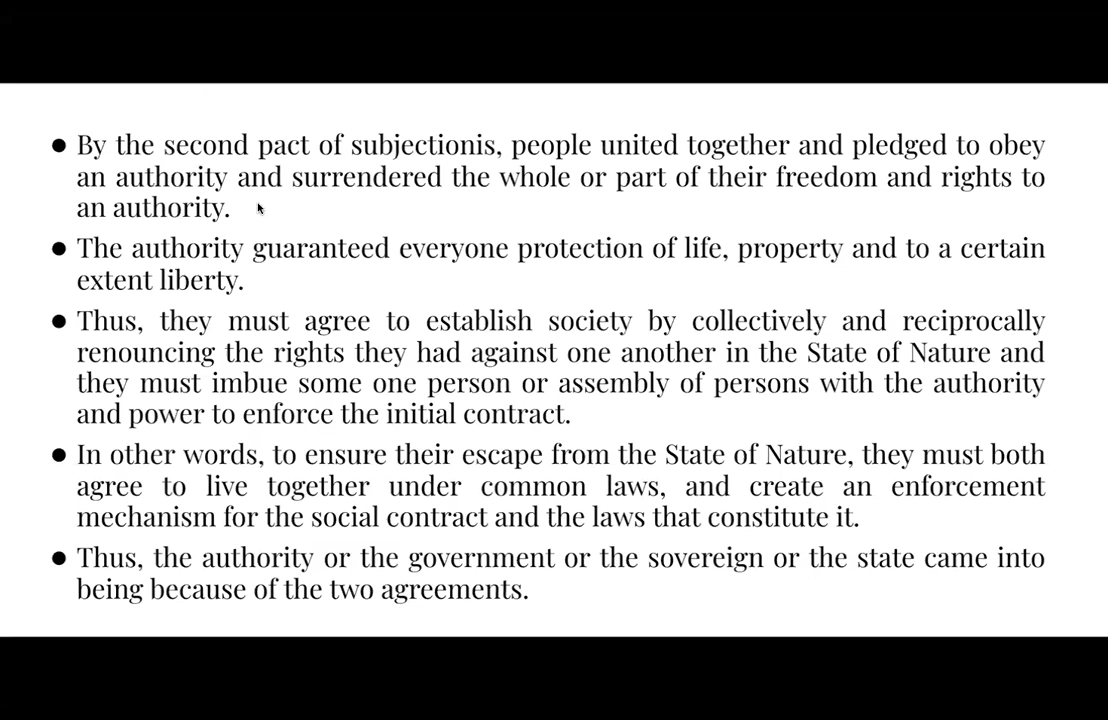 ● By the second pact of subjectionis, people united together and pledged to obey
an authority and surrendered the whole or part of their freedom and rights to
an authority.
● The authority guaranteed everyone protection of life, property and to a certain
extent liberty.
● Thus, they must agree to establish society by collectively and reciprocally
renouncing the rights they had against one another in the State of Nature and
they must imbue some one person or assembly of persons with the authority
and power to enforce the initial contract.
● In other words, to ensure their escape from the State of Nature, they must both
agree to live together under common laws, and create an enforcement
mechanism for the social contract and the laws that constitute it.
● Thus, the authority or the government or the sovereign or the state came into
being because of the two agreements.